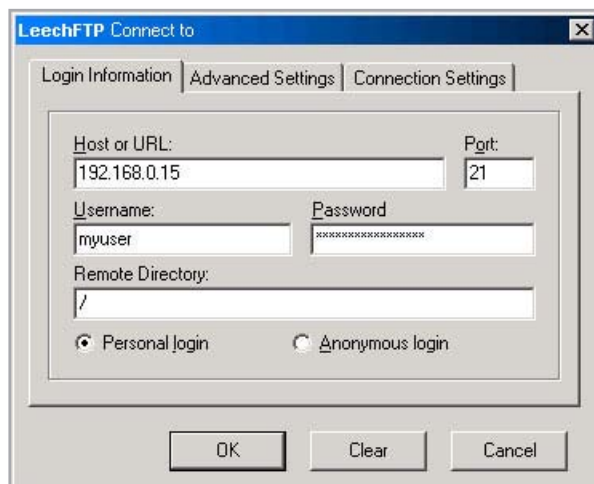 LeechFTP Connect to
Login Information Advanced Settings Connection Settings
Host or URL: Port:
192.168.0.15 21
Username: Password
myuser *****************
Remote Directory:
/
Personal login Anonymous login
OK Clear Cancel